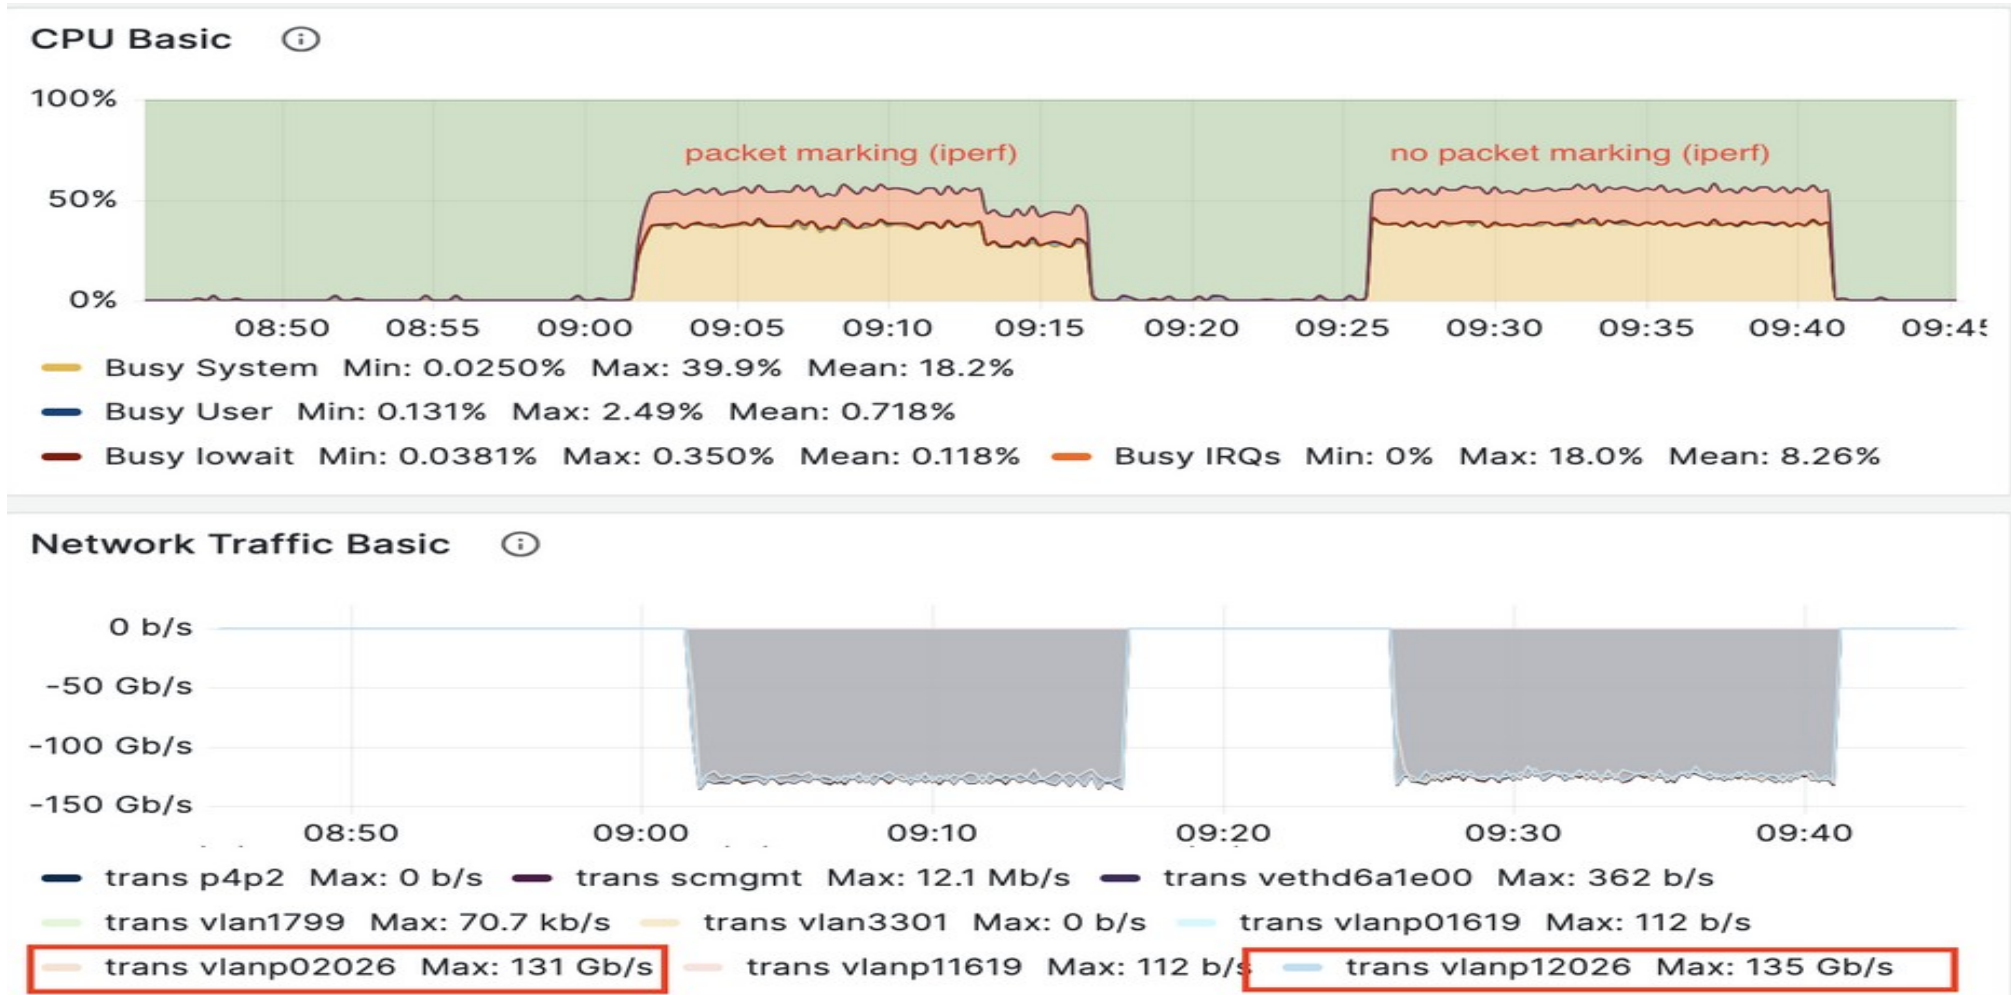 CPU Basic
100%
packet marking (iperf)
no packet marking (iperf)
50%
0%
08:50 08:55 09:00 09:05 09:10 09:15 09:20 09:25 09:30 09:35 09:40 09:45
Busy System Min: 0.0250% Max: 39.9% Mean: 18.2%
Busy User Min: 0.131% Max: 2.49% Mean: 0.718%
Busy Iowait Min: 0.0381% Max: 0.350% Mean: 0.118% Busy IRQs Min: 0% Max: 18.0% Mean: 8.26%
Network Traffic Basic
0 b/s
-50 Gb/s
-100 Gb/s
-150 Gb/s
08:50 09:00 09:10 09:20 09:30 09:40
trans p4p2 Max: 0 b/s trans scmgmt Max: 12.1 Mb/s trans vethd6a1e00 Max: 362 b/s
trans vlan1799 Max: 70.7 kb/s trans vlan3301 Max: 0 b/s trans vlanp01619 Max: 112 b/s
trans vlanp02026 Max: 131 Gb/s trans vlanp11619 Max: 112 b/s trans vlanp12026 Max: 135 Gb/s